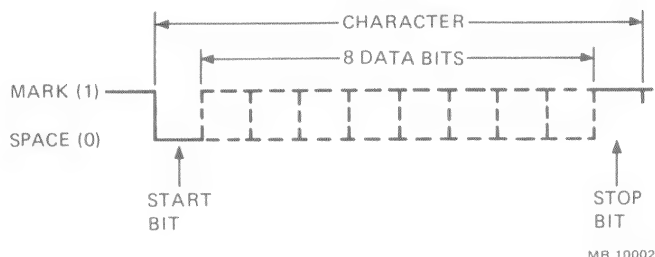 CHARACTER
8 DATA BITS
MARK (1)
SPACE (0)
START
BIT
STOP
BIT
MR 10002